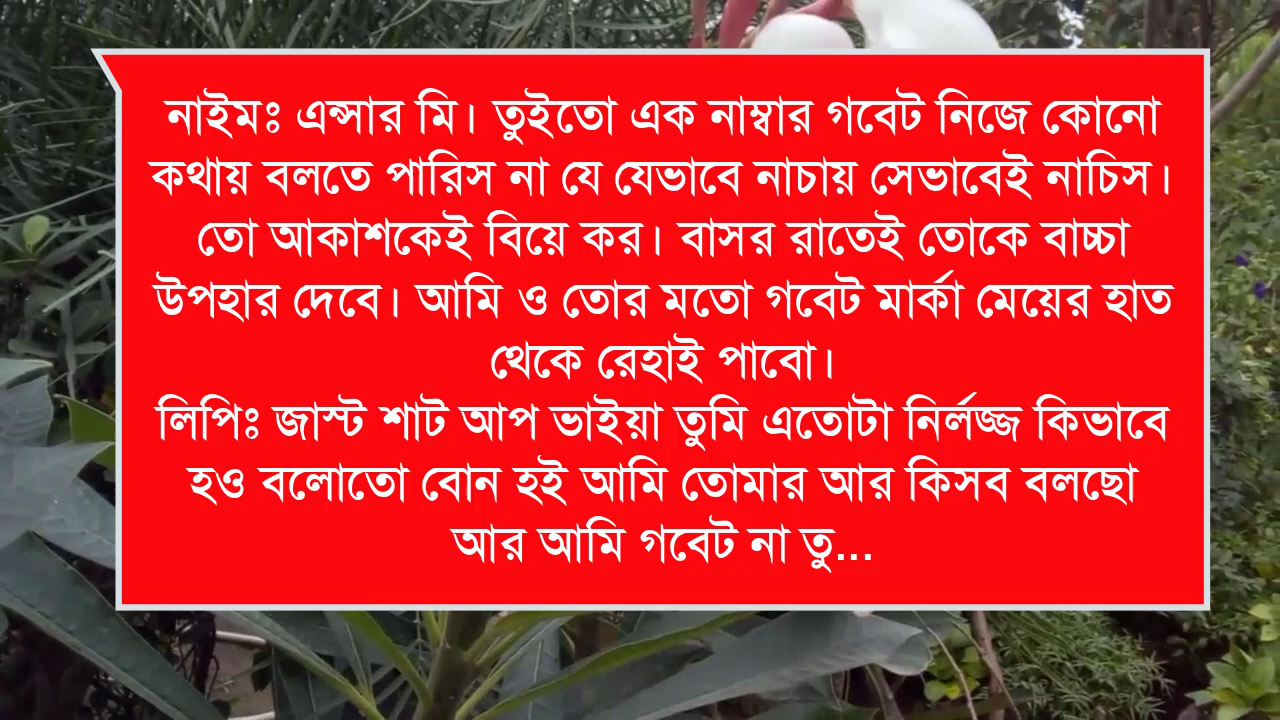 নাইমঃ এন্সার মি। তুইতো এক নাম্বার গবেট নিজে কোনো
কথায় বলতে পারিস না যে যেভাবে নাচায় সেভাবেই নাচিস।
তো আকাশকেই বিয়ে কর। বাসর রাতেই তোকে বাচ্চা
উপহার দেবে। আমি ও তোর মতো গবেট মার্কা মেয়ের হাত
থেকে রেহাই পাবো।
লিপিঃ জাস্ট শাট আপ ভাইয়া তুমি এতোটা নির্লজ্জ কিভাবে
হও বলোতো বোন হই আমি তোমার আর কিসব বলছো
আর আমি গবেট না তু...